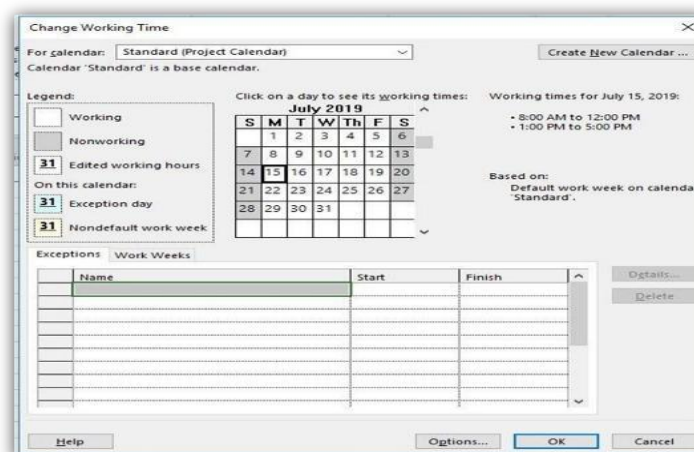 Change Working Time
For calendar: Standard (Project Calendar)
Create New Calendar ...
Calendar 'Standard' is a base calendar.
Legend:
Working
Nonworking
31 Edited working hours
On this calendar:
31 Exception day
31 Nondefault work week
Click on a day to see its working times:
July 2019
S M T W Th F S
1 2 3 4 5 6
7 8 9 10 11 12 13
14 15 16 17 18 19 20
21 22 23 24 25 26 27
28 29 30 31
Working times for July 15, 2019:
• 8:00 AM to 12:00 PM
• 1:00 PM to 5:00 PM
Based on:
Default work week on calenda
'Standard'.
Exceptions Work Weeks
Name Start Finish
Details...
Delete
Help Options... OK Cancel